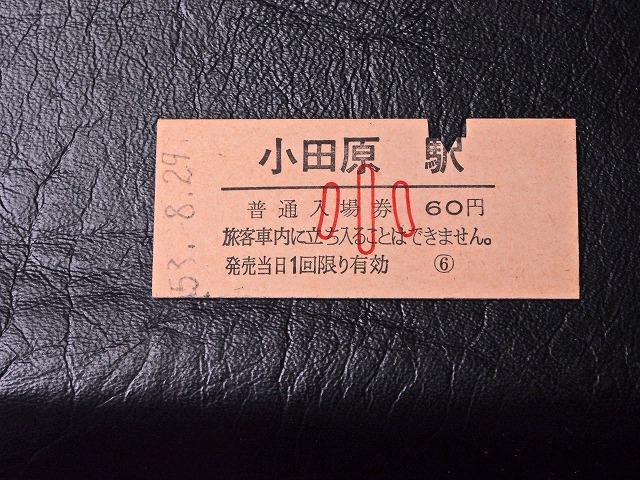 小田原 駅
普通入場券 60円
旅客車内に立ち入ることはできません。
発売当日1回限り有効 ⑥
小
53. 8. 29.